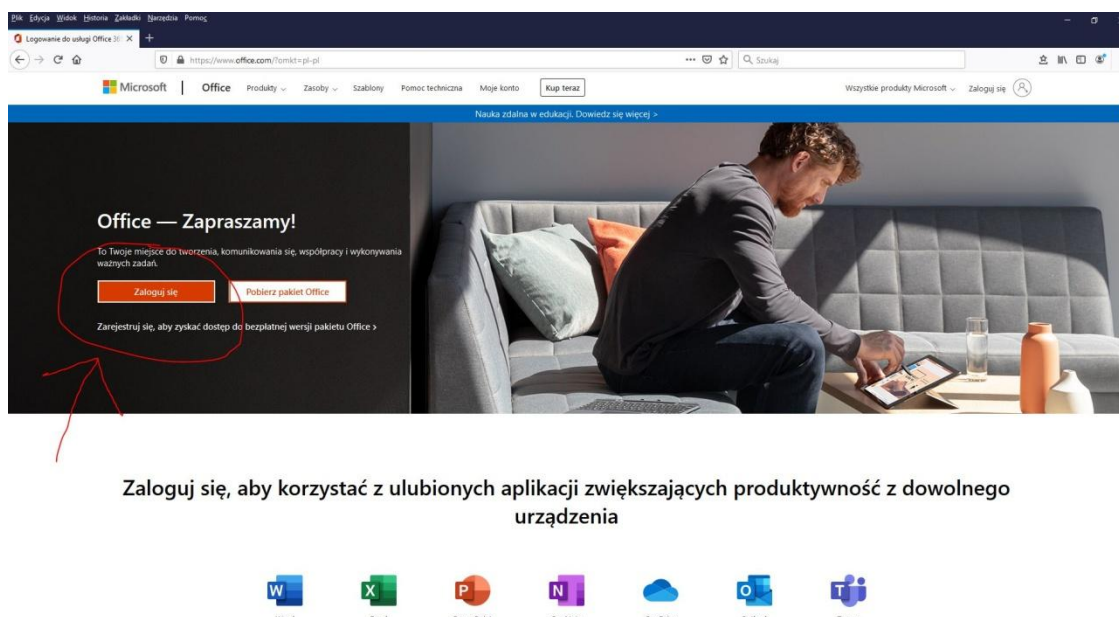 Plik Edycja Widok Historia Zakładki Narzędzia Pomoc
Logowanie do usługi Office 36
https://www.office.com/?omkt=pl-pl
Szukaj
Microsoft Office Produkty Zasoby Szablony Pomoc techniczna Moje konto Kup teraz Wszystkie produkty Microsoft Zaloguj się
Nauka zdalna w edukacji. Dowiedz się więcej >
Office — Zapraszamy!
To Twoje miejsce do tworzenia, komunikowania się, współpracy i wykonywania
ważnych zadań.
Zaloguj się Pobierz pakiet Office
Zarejestruj się, aby zyskać dostęp do bezpłatnej wersji pakietu Office >
Zaloguj się, aby korzystać z ulubionych aplikacji zwiększających produktywność z dowolnego
urządzenia